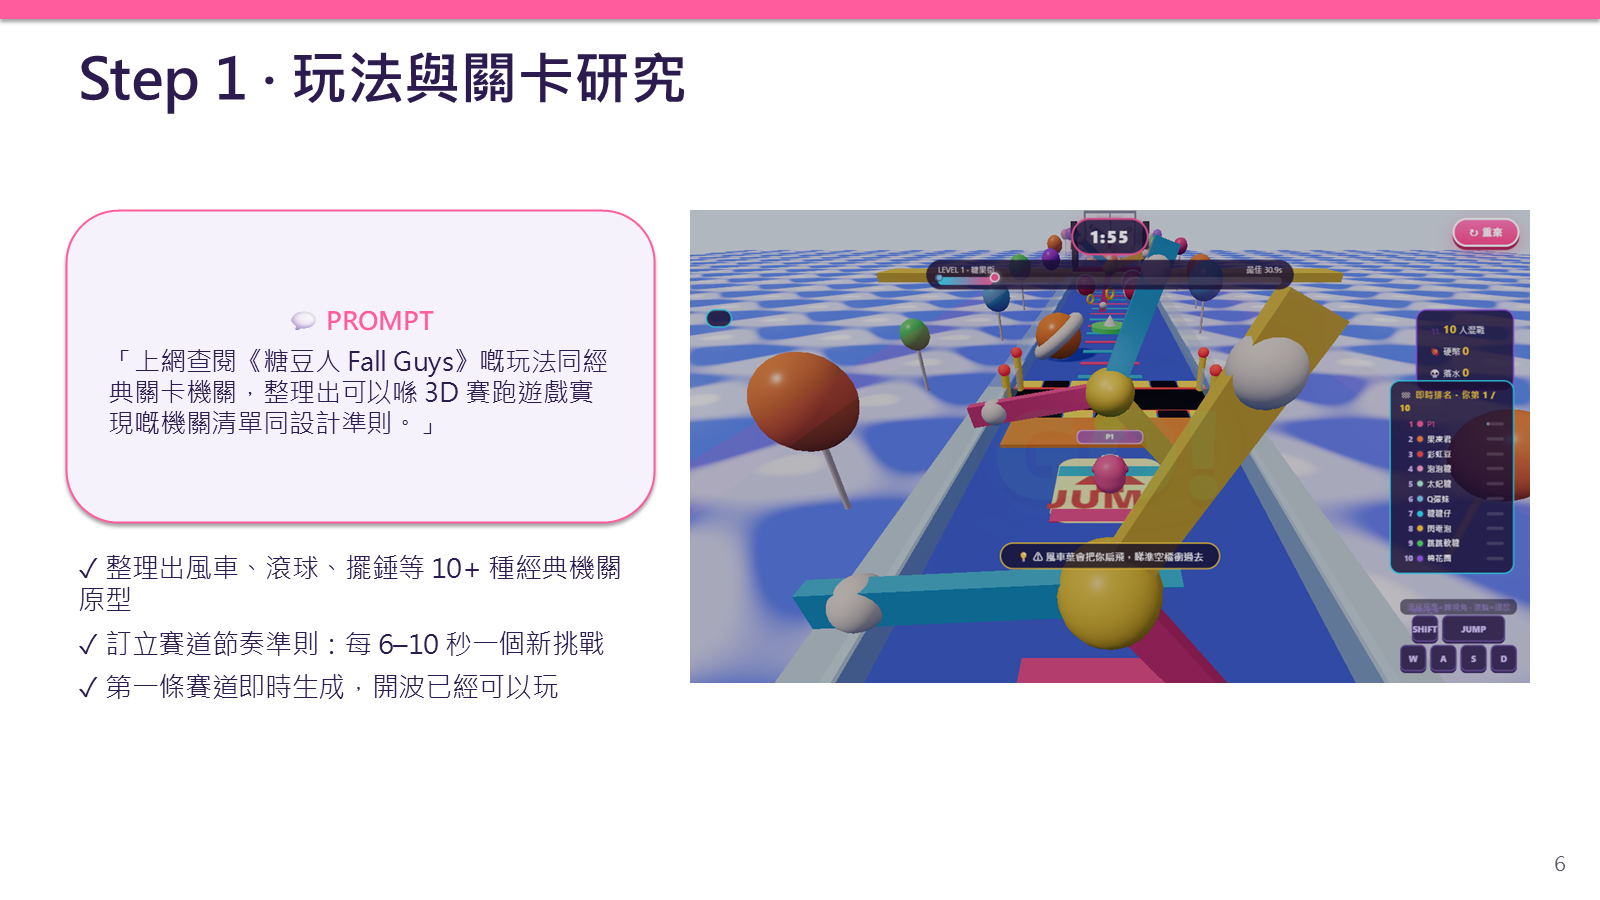 Step 1 · 玩法與關卡研究
💬 PROMPT
「上網查閱《糖豆人 Fall Guys》嘅玩法同經
典關卡機關，整理出可以喺 3D 賽跑遊戲實
現嘅機關清單同設計準則。」
✓ 整理出風車、滾球、擺錘等 10+ 種經典機關
原型
✓ 訂立賽道節奏準則：每 6–10 秒一個新挑戰
✓ 第一條賽道即時生成，開波已經可以玩
1:55
↻ 重來
LEVEL 1 · 糖果街
最佳 30.9s
10 人混戰
硬幣 0
落水 0
即時排名 · 你第 1 /
10
1 P1
2 果凍君
3 彩虹豆
4 泡泡糖
5 太妃糖
6 Q彈妹
7 糖糖仔
8 閃電泡
9 跳跳軟糖
10 棉花圓
P1
JUMP
💡 ⚠ 風車葉會把你扇飛，睇準空檔衝過去
SHIFT JUMP
W A S D
6